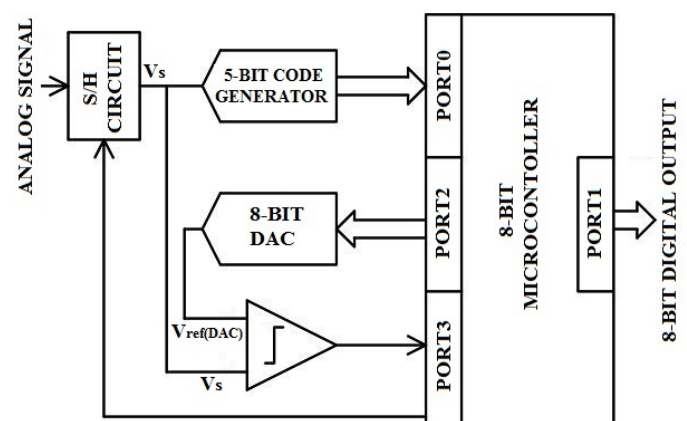 ANALOG SIGNAL
S/H
CIRCUIT
Vs
5-BIT CODE
GENERATOR
PORT0
8-BIT
DAC
PORT2
8-BIT
MICROCONTOLLER
PORT1
8-BIT DIGITAL OUTPUT
Vref(DAC)
Vs
PORT3